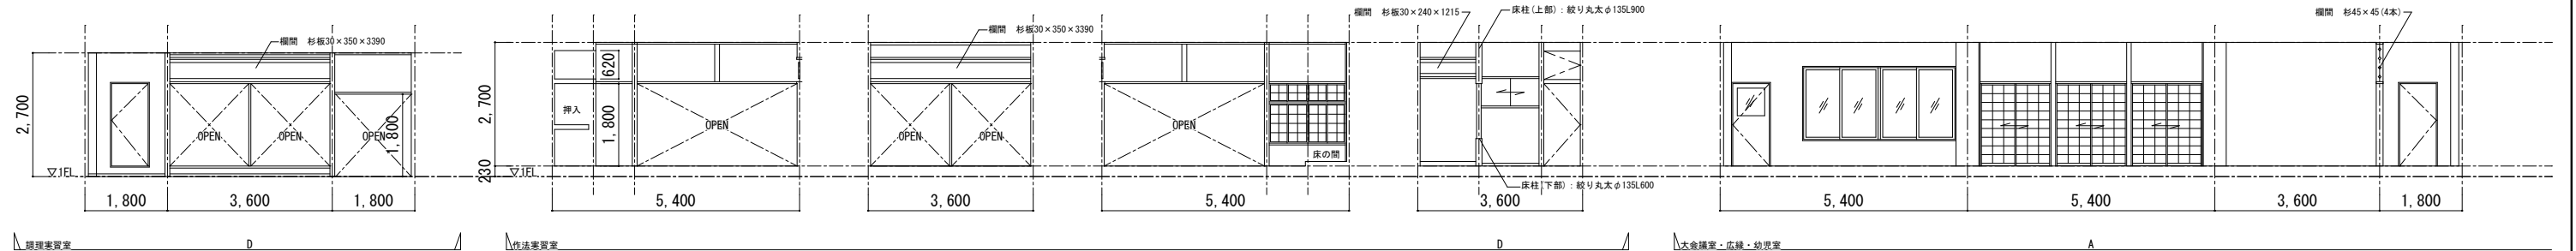 欄間 杉板30×350×3390
2,700
OPEN
OPEN
OPEN
1,800
▽1FL
1,800
3,600
1,800
調理実習室
D
620
2,700
押入
1,800
OPEN
230
▽1FL
5,400
作法実習室
欄間 杉板30×350×3390
OPEN
OPEN
3,600
OPEN
床の間
5,400
欄間 杉板30×240×1215
床柱(上部):絞り丸太φ135L900
床柱(下部):絞り丸太φ135L600
3,600
D
欄間 杉45×45(4本)
5,400
5,400
3,600
1,800
大会議室・広縁・幼児室
A